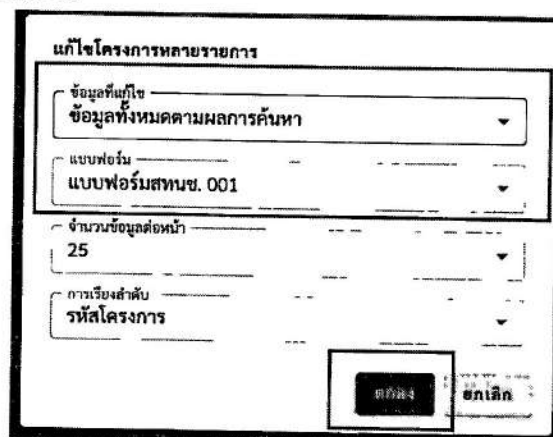 แก้ไขโครงการหลายรายการ
ข้อมูลที่แก้ไข
ข้อมูลทั้งหมดตามผลการค้นหา
แบบฟอร์ม
แบบฟอร์มสทนช. 001
จำนวนข้อมูลต่อหน้า
25
การเรียงลำดับ
รหัสโครงการ
ตกลง
ยกเลิก